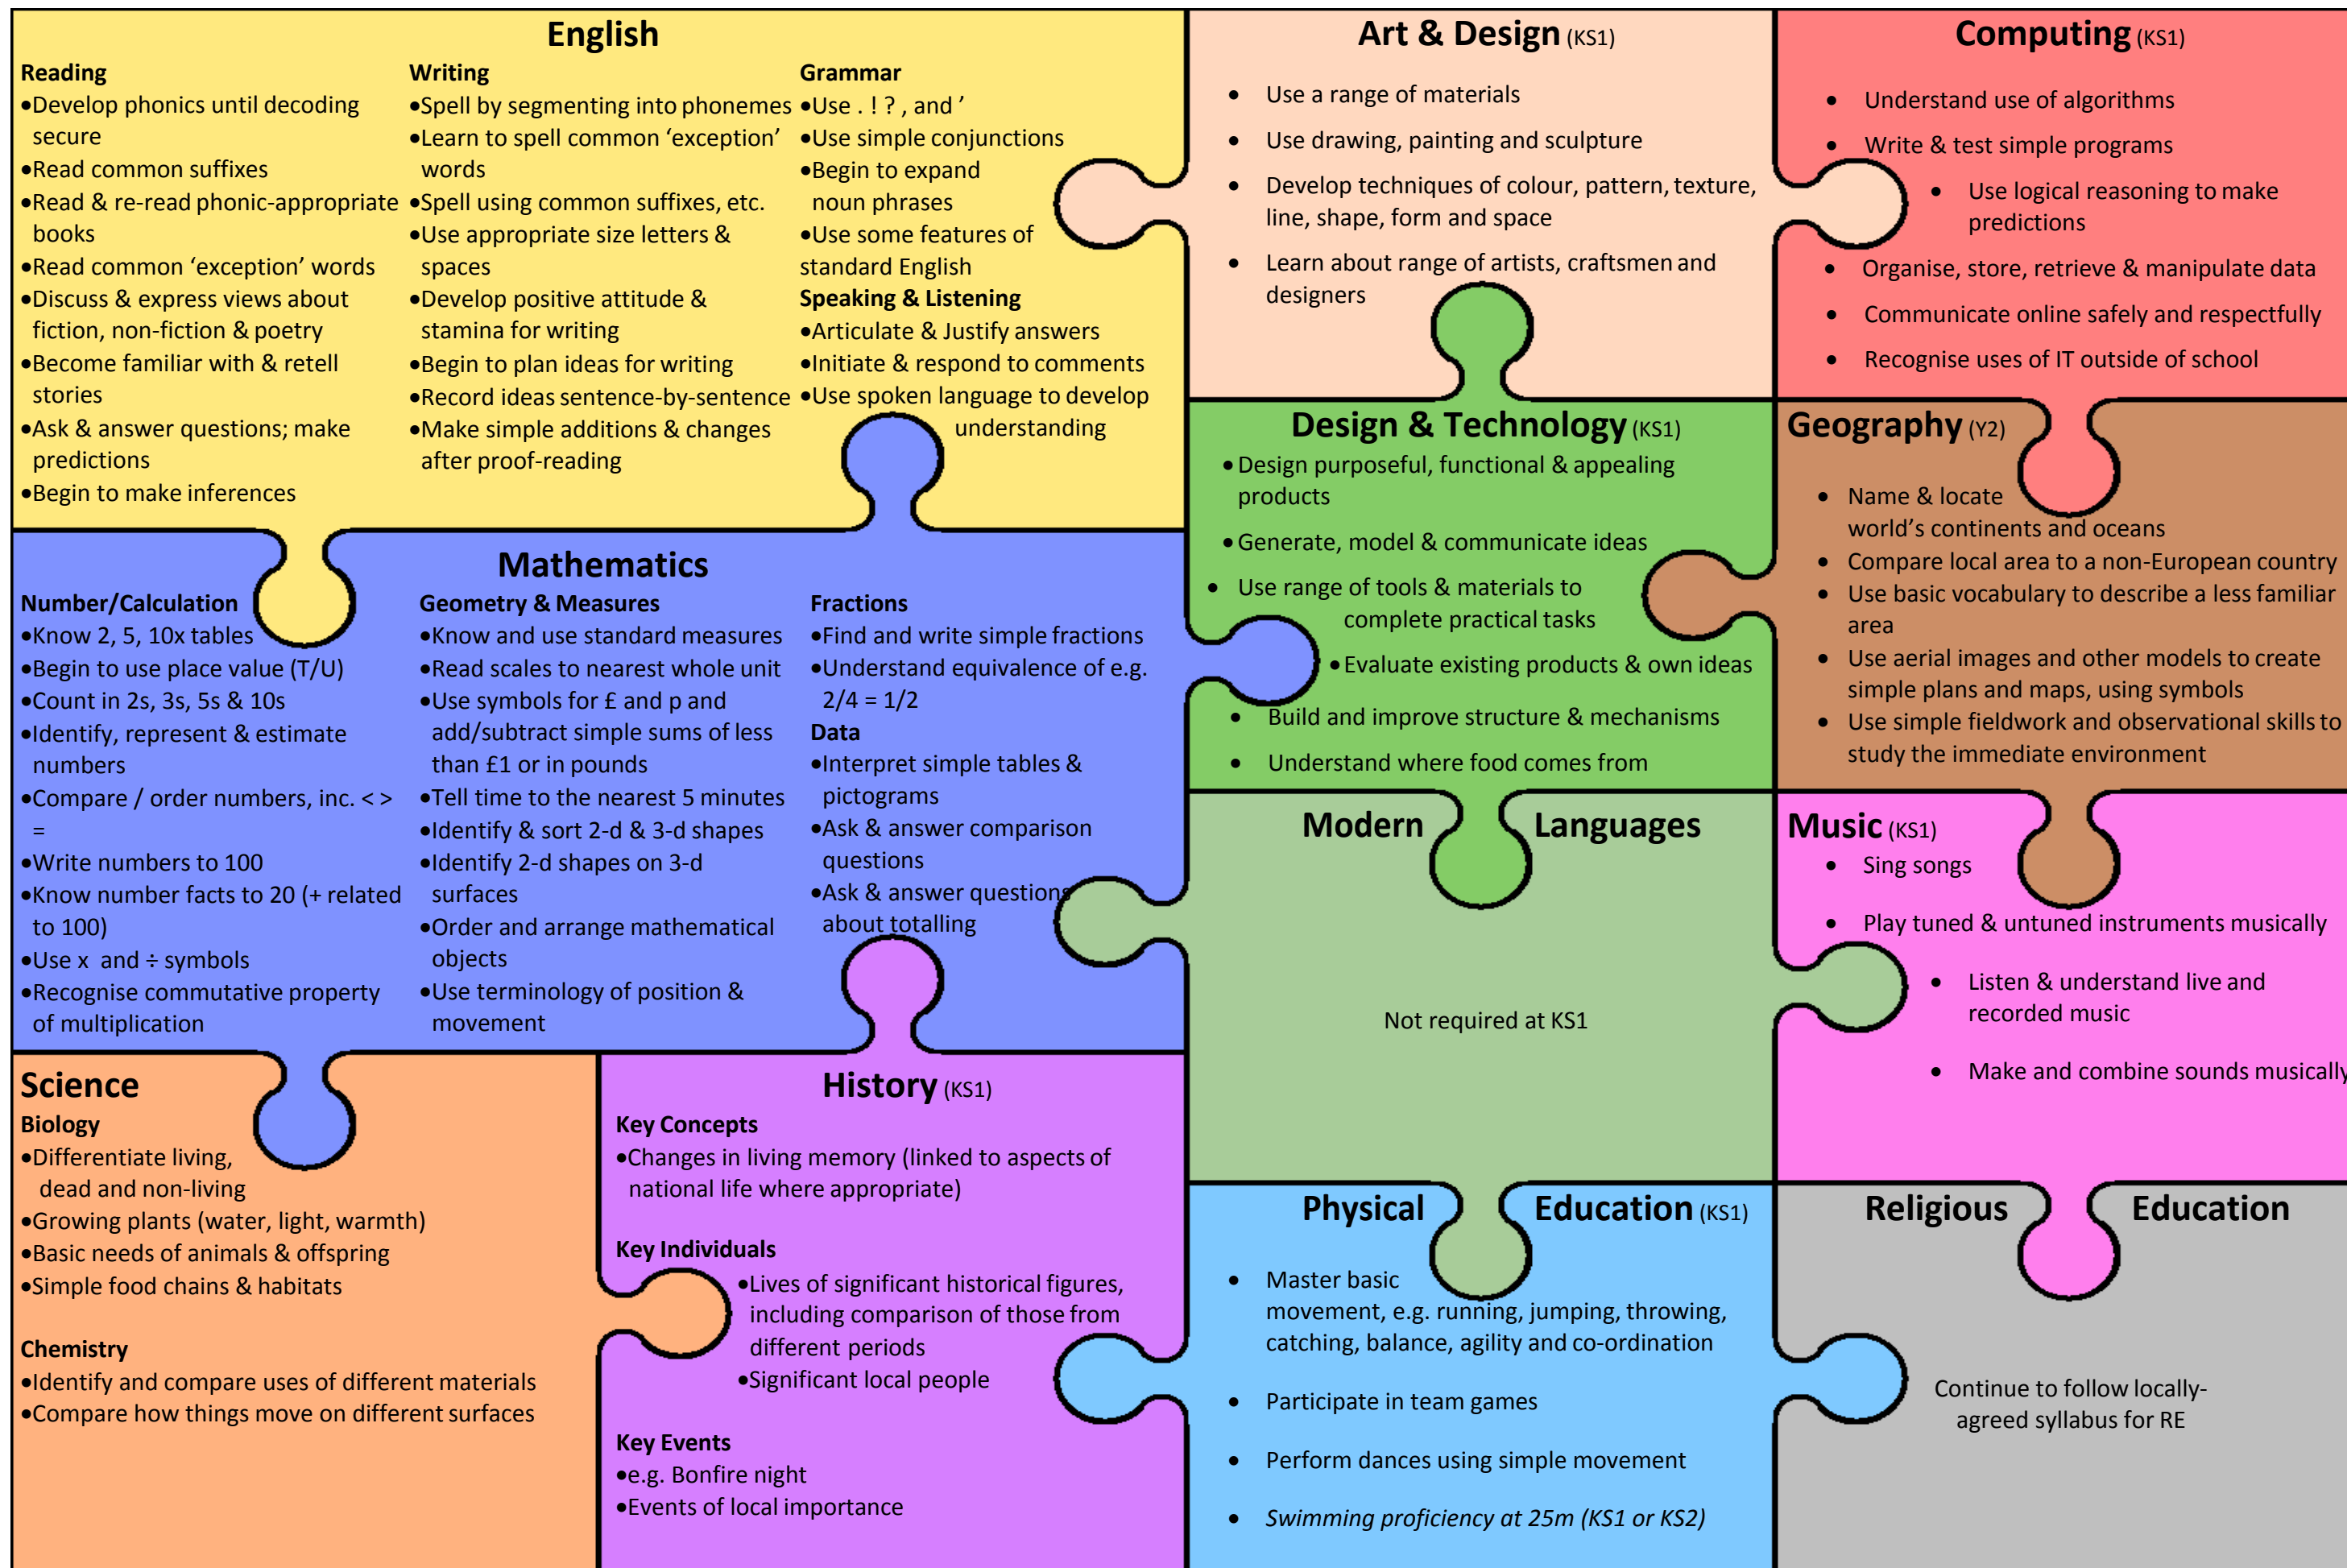 English
Reading
•Develop phonics until decoding
secure
•Read common suffixes
•Read & re-read phonic-appropriate
books
•Read common ‘exception’ words
•Discuss & express views about
fiction, non-fiction & poetry
•Become familiar with & retell
stories
•Ask & answer questions; make
predictions
•Begin to make inferences
Writing
•Spell by segmenting into phonemes
•Learn to spell common ‘exception’
words
•Spell using common suffixes, etc.
•Use appropriate size letters &
spaces
•Develop positive attitude &
stamina for writing
•Begin to plan ideas for writing
•Record ideas sentence-by-sentence
•Make simple additions & changes
after proof-reading
Grammar
•Use . ! ? , and ’
•Use simple conjunctions
•Begin to expand
noun phrases
•Use some features of
standard English
Speaking & Listening
•Articulate & Justify answers
•Initiate & respond to comments
•Use spoken language to develop
understanding
Art & Design (KS1)
• Use a range of materials
• Use drawing, painting and sculpture
• Develop techniques of colour, pattern, texture,
line, shape, form and space
• Learn about range of artists, craftsmen and
designers
Computing (KS1)
• Understand use of algorithms
• Write & test simple programs
• Use logical reasoning to make
predictions
• Organise, store, retrieve & manipulate data
• Communicate online safely and respectfully
• Recognise uses of IT outside of school
Mathematics
Number/Calculation
•Know 2, 5, 10x tables
•Begin to use place value (T/U)
•Count in 2s, 3s, 5s & 10s
•Identify, represent & estimate
numbers
•Compare / order numbers, inc. < >
=
•Write numbers to 100
•Know number facts to 20 (+ related
to 100)
•Use x and ÷ symbols
•Recognise commutative property
of multiplication
Geometry & Measures
•Know and use standard measures
•Read scales to nearest whole unit
•Use symbols for £ and p and
add/subtract simple sums of less
than £1 or in pounds
•Tell time to the nearest 5 minutes
•Identify & sort 2-d & 3-d shapes
•Identify 2-d shapes on 3-d
surfaces
•Order and arrange mathematical
objects
•Use terminology of position &
movement
Fractions
•Find and write simple fractions
•Understand equivalence of e.g.
2/4 = 1/2
Data
•Interpret simple tables &
pictograms
•Ask & answer comparison
questions
•Ask & answer questions
about totalling
Design & Technology (KS1)
• Design purposeful, functional & appealing
products
• Generate, model & communicate ideas
• Use range of tools & materials to
complete practical tasks
• Evaluate existing products & own ideas
• Build and improve structure & mechanisms
• Understand where food comes from
Geography (Y2)
• Name & locate
world’s continents and oceans
• Compare local area to a non-European country
• Use basic vocabulary to describe a less familiar
area
• Use aerial images and other models to create
simple plans and maps, using symbols
• Use simple fieldwork and observational skills to
study the immediate environment
Modern Languages
Not required at KS1
Music (KS1)
• Sing songs
• Play tuned & untuned instruments musically
• Listen & understand live and
recorded music
• Make and combine sounds musically
Science
Biology
•Differentiate living,
dead and non-living
•Growing plants (water, light, warmth)
•Basic needs of animals & offspring
•Simple food chains & habitats
Chemistry
•Identify and compare uses of different materials
•Compare how things move on different surfaces
History (KS1)
Key Concepts
•Changes in living memory (linked to aspects of
national life where appropriate)
Key Individuals
•Lives of significant historical figures,
including comparison of those from
different periods
•Significant local people
Key Events
•e.g. Bonfire night
•Events of local importance
Physical Education (KS1)
• Master basic
movement, e.g. running, jumping, throwing,
catching, balance, agility and co-ordination
• Participate in team games
• Perform dances using simple movement
• Swimming proficiency at 25m (KS1 or KS2)
Religious Education
Continue to follow locally-
agreed syllabus for RE